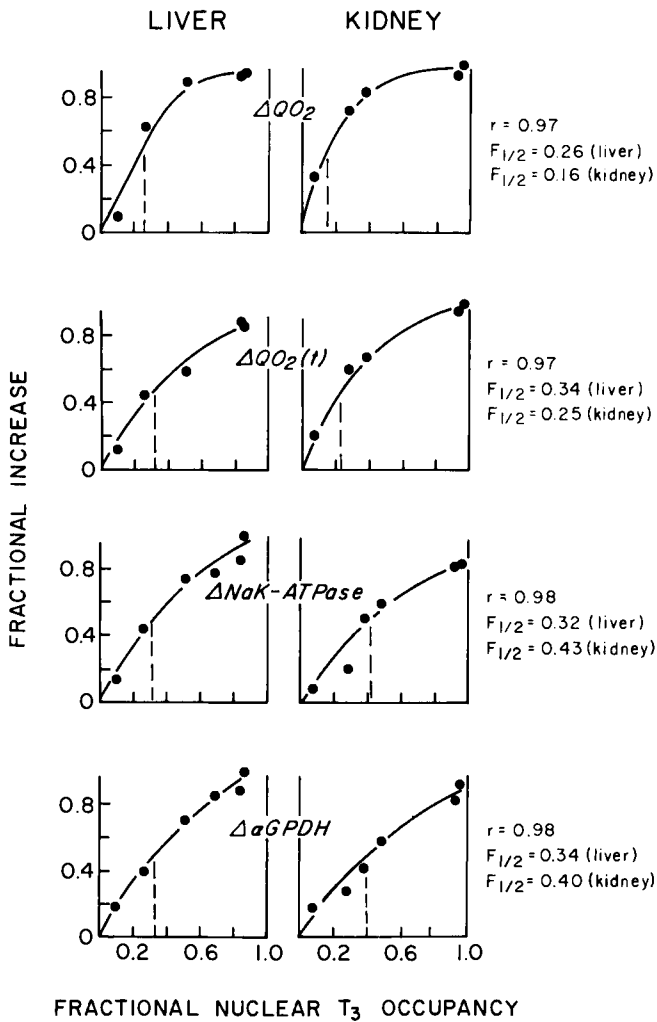 LIVER KIDNEY
0.8
0.4
0
ΔQO₂
r = 0.97
F₁/₂ = 0.26 (liver)
F₁/₂ = 0.16 (kidney)
0.8
0.4
0
ΔQO₂(t)
r = 0.97
F₁/₂ = 0.34 (liver)
F₁/₂ = 0.25 (kidney)
FRACTIONAL INCREASE
0.8
0.4
0
ΔNaK-ATPase
r = 0.98
F₁/₂ = 0.32 (liver)
F₁/₂ = 0.43 (kidney)
0.8
0.4
0
ΔαGPDH
r = 0.98
F₁/₂ = 0.34 (liver)
F₁/₂ = 0.40 (kidney)
0.2 0.6 1.0 0.2 0.6 1.0
FRACTIONAL NUCLEAR T₃ OCCUPANCY